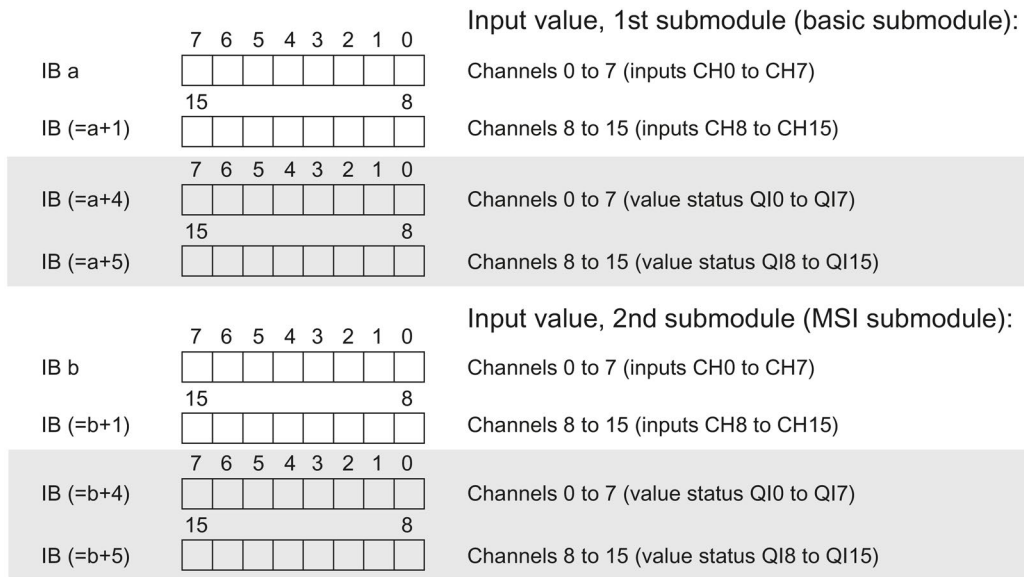 Input value, 1st submodule (basic submodule):
7 6 5 4 3 2 1 0
IB a Channels 0 to 7 (inputs CH0 to CH7)
15 8
IB (=a+1) Channels 8 to 15 (inputs CH8 to CH15)
7 6 5 4 3 2 1 0
IB (=a+4) Channels 0 to 7 (value status QI0 to QI7)
15 8
IB (=a+5) Channels 8 to 15 (value status QI8 to QI15)
Input value, 2nd submodule (MSI submodule):
7 6 5 4 3 2 1 0
IB b Channels 0 to 7 (inputs CH0 to CH7)
15 8
IB (=b+1) Channels 8 to 15 (inputs CH8 to CH15)
7 6 5 4 3 2 1 0
IB (=b+4) Channels 0 to 7 (value status QI0 to QI7)
15 8
IB (=b+5) Channels 8 to 15 (value status QI8 to QI15)